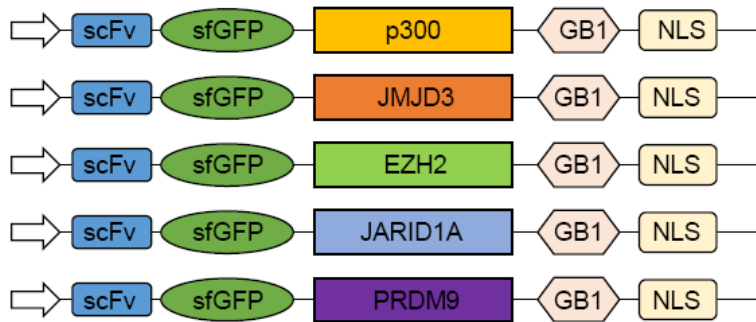 scFv sfGFP p300 GB1 NLS
scFv sfGFP JMJD3 GB1 NLS
scFv sfGFP EZH2 GB1 NLS
scFv sfGFP JARID1A GB1 NLS
scFv sfGFP PRDM9 GB1 NLS